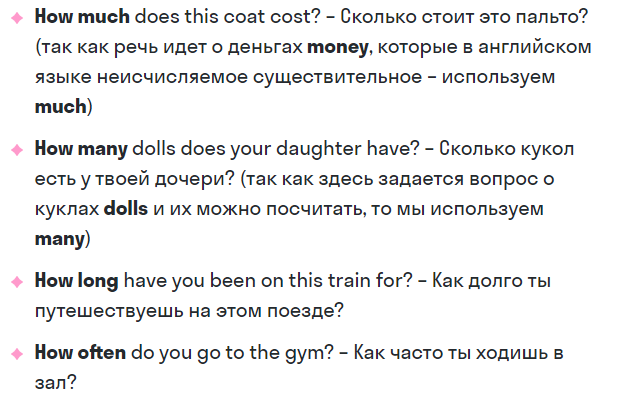 How much does this coat cost? – Сколько стоит это пальто?
(так как речь идет о деньгах money, которые в английском
языке неисчисляемое существительное – используем
much)
How many dolls does your daughter have? – Сколько кукол
есть у твоей дочери? (так как здесь задается вопрос о
куклах dolls и их можно посчитать, то мы используем
many)
How long have you been on this train for? – Как долго ты
путешествуешь на этом поезде?
How often do you go to the gym? – Как часто ты ходишь в
зал?